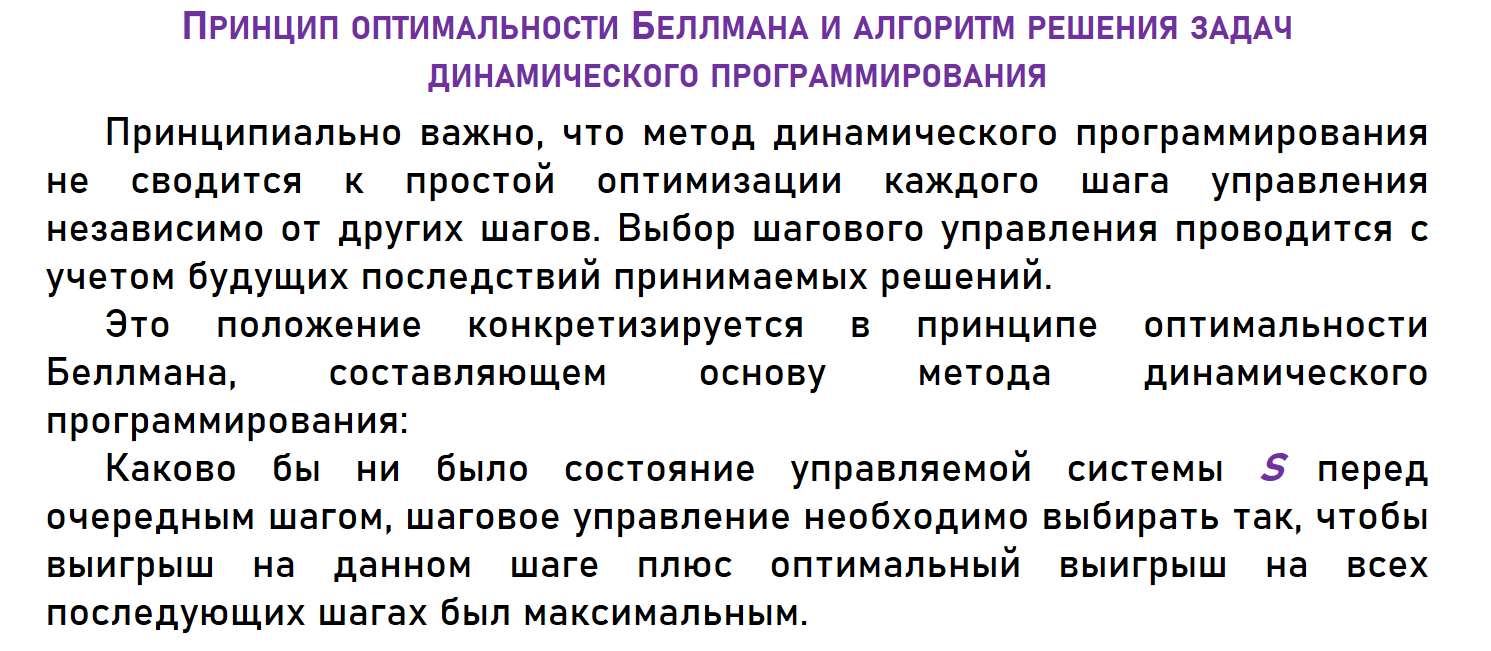 Принцип оптимальности Беллмана и алгоритм решения задач
динамического программирования
Принципиально важно, что метод динамического программирования
не сводится к простой оптимизации каждого шага управления
независимо от других шагов. Выбор шагового управления проводится с
учетом будущих последствий принимаемых решений.
Это положение конкретизируется в принципе оптимальности
Беллмана, составляющем основу метода динамического
программирования:
Каково бы ни было состояние управляемой системы S перед
очередным шагом, шаговое управление необходимо выбирать так, чтобы
выигрыш на данном шаге плюс оптимальный выигрыш на всех
последующих шагах был максимальным.